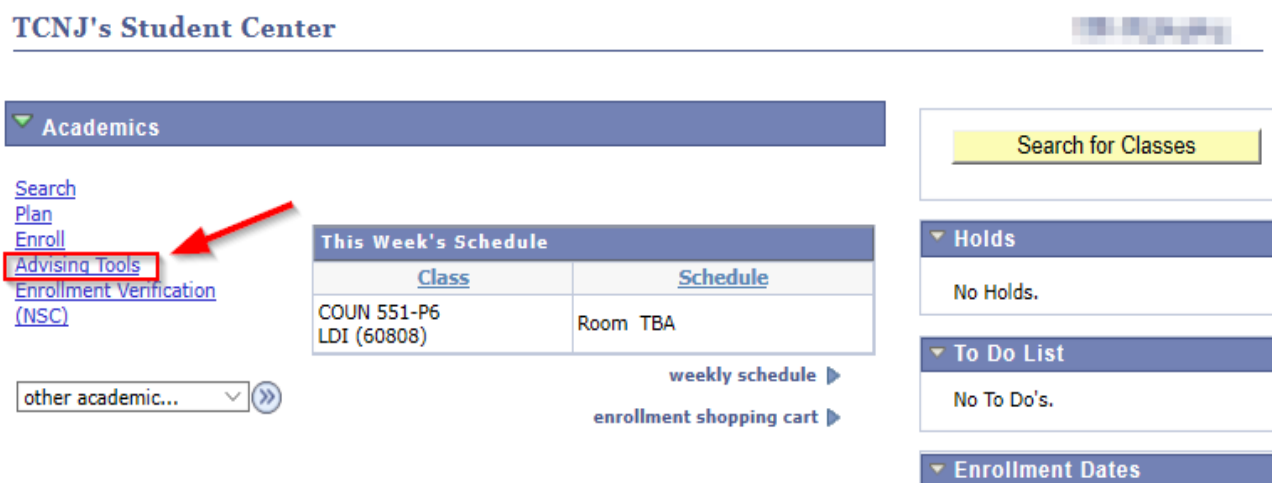 TCNJ's Student Center
Academics
Search
Plan
Enroll
Advising Tools
Enrollment Verification
(NSC)
other academic...
This Week's Schedule
Class Schedule
COUN 551-P6
LDI (60808)
Room TBA
weekly schedule
enrollment shopping cart
Search for Classes
Holds
No Holds.
To Do List
No To Do's.
Enrollment Dates